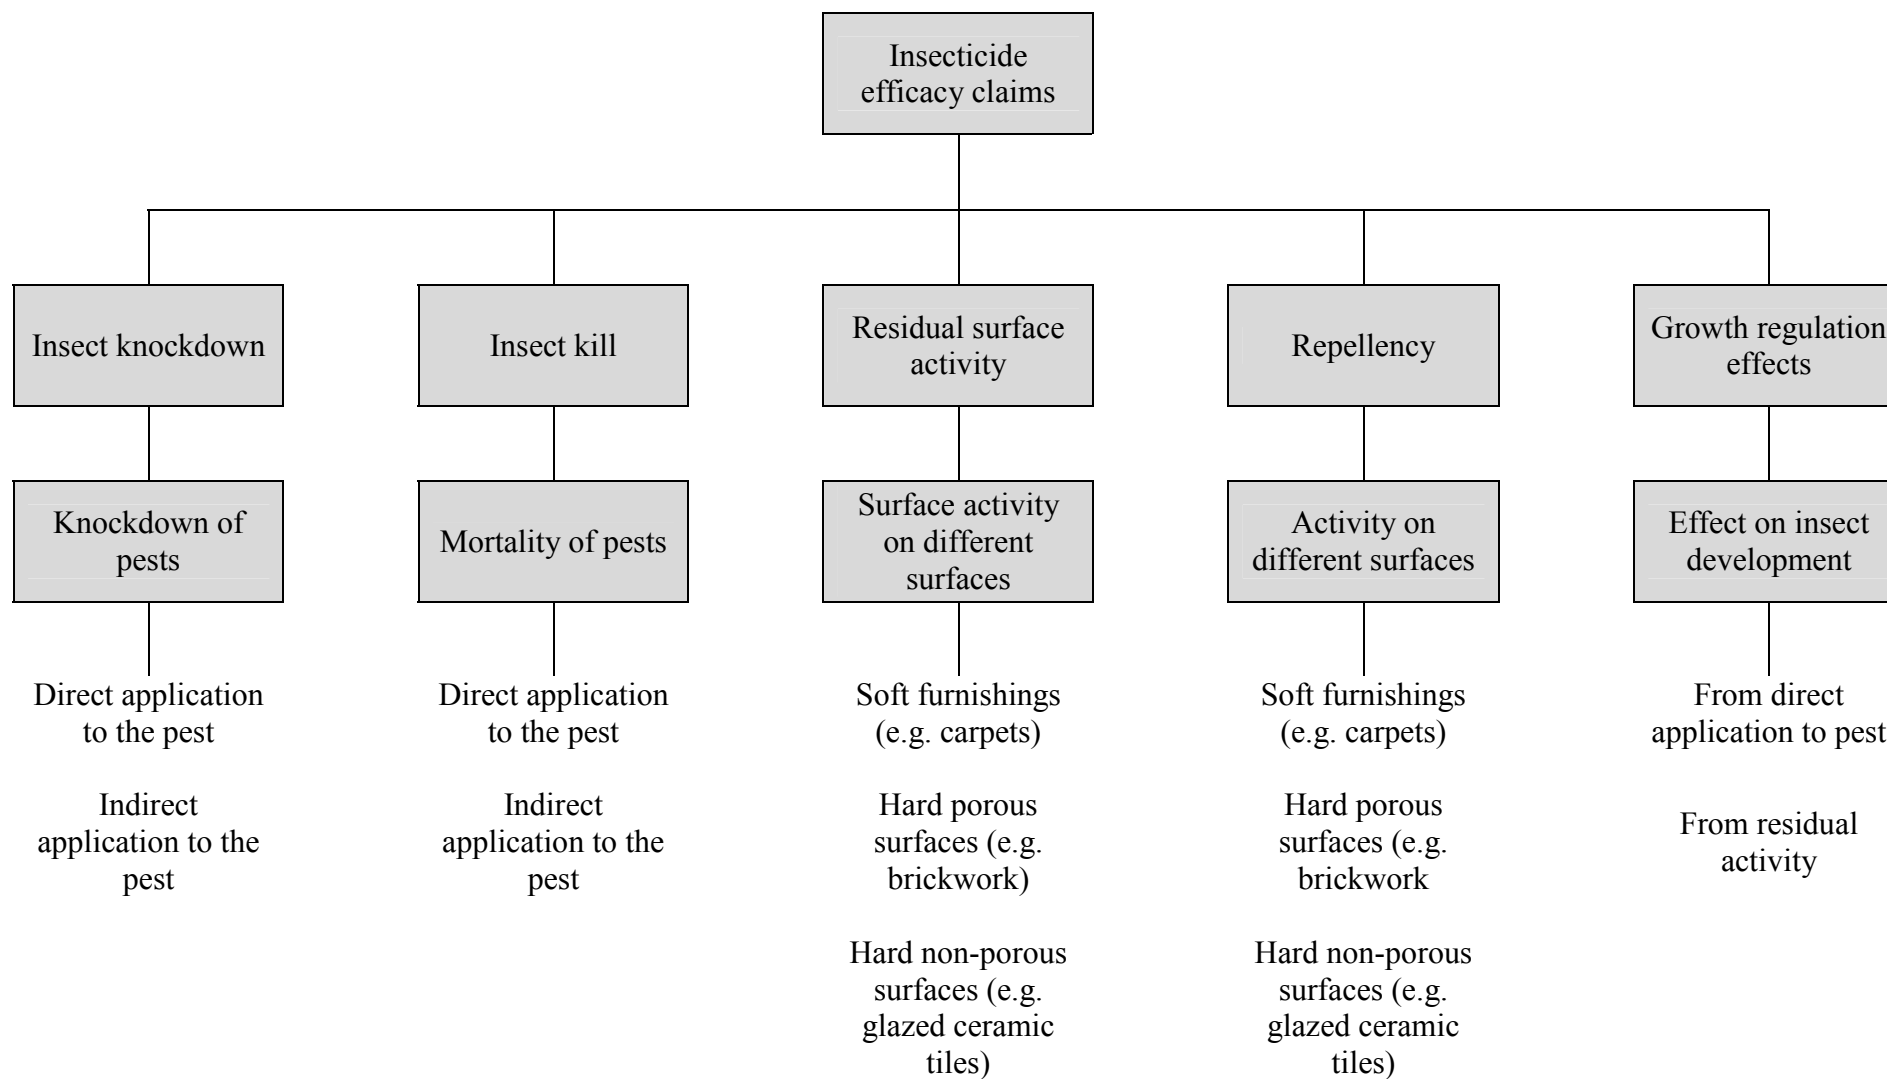 Insecticide
efficacy claims
Insect knockdown
Insect kill
Residual surface
activity
Repellency
Growth regulation
effects
Knockdown of
pests
Mortality of pests
Surface activity
on different
surfaces
Activity on
different surfaces
Effect on insect
development
Direct application
to the pest
Indirect
application to the
pest
Direct application
to the pest
Indirect
application to the
pest
Soft furnishings
(e.g. carpets)
Hard porous
surfaces (e.g.
brickwork)
Hard non-porous
surfaces (e.g.
glazed ceramic
tiles)
Soft furnishings
(e.g. carpets)
Hard porous
surfaces (e.g.
brickwork
Hard non-porous
surfaces (e.g.
glazed ceramic
tiles)
From direct
application to pest
From residual
activity